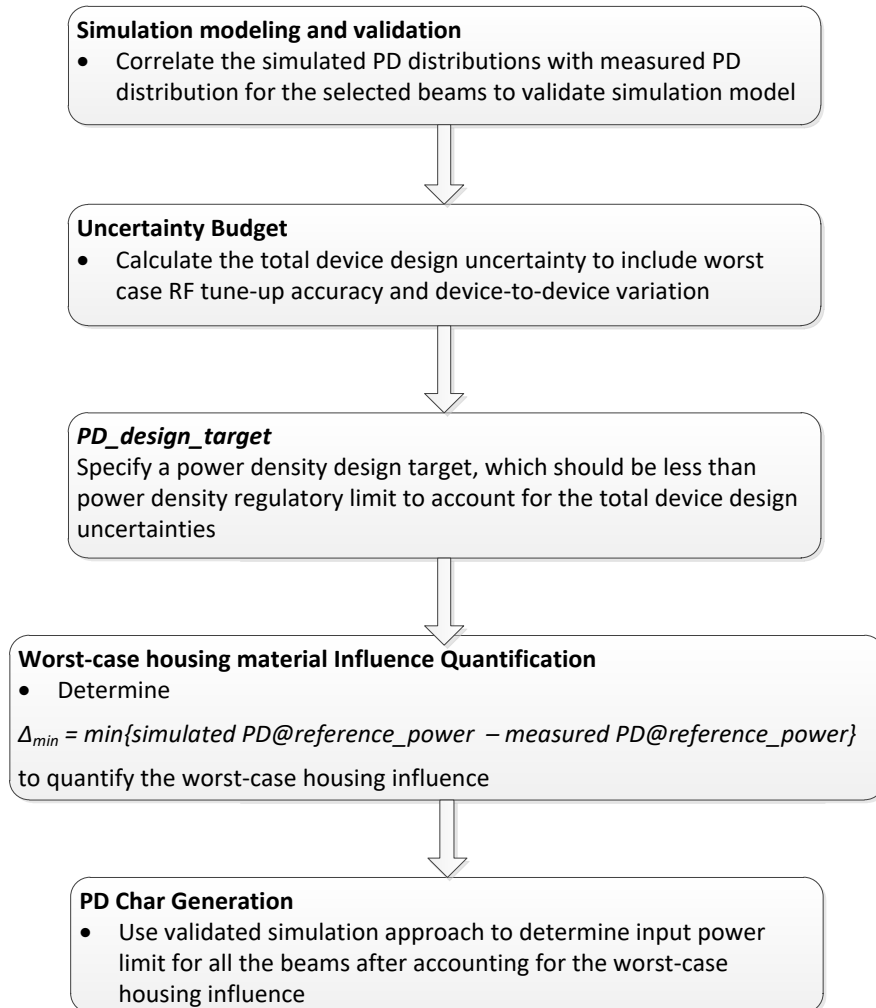 Simulation modeling and validation
• Correlate the simulated PD distributions with measured PD
distribution for the selected beams to validate simulation model
Uncertainty Budget
• Calculate the total device design uncertainty to include worst
case RF tune-up accuracy and device-to-device variation
PD_design_target
Specify a power density design target, which should be less than
power density regulatory limit to account for the total device design
uncertainties
Worst-case housing material Influence Quantification
• Determine
Δmin = min{simulated PD@reference_power – measured PD@reference_power}
to quantify the worst-case housing influence
PD Char Generation
• Use validated simulation approach to determine input power
limit for all the beams after accounting for the worst-case
housing influence